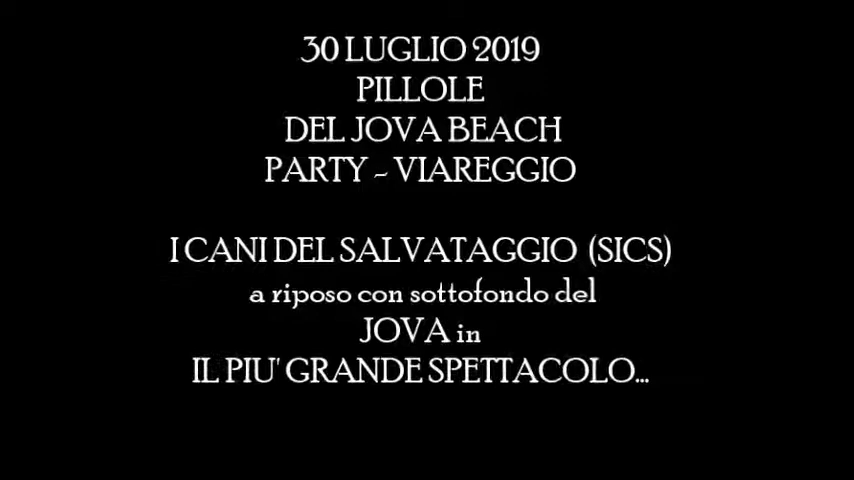 30 LUGLIO 2019
PILLOLE
DEL JOVA BEACH
PARTY - VIAREGGIO
I CANI DEL SALVATAGGIO (SICS)
a riposo con sottofondo del
JOVA in
IL PIU' GRANDE SPETTACOLO...